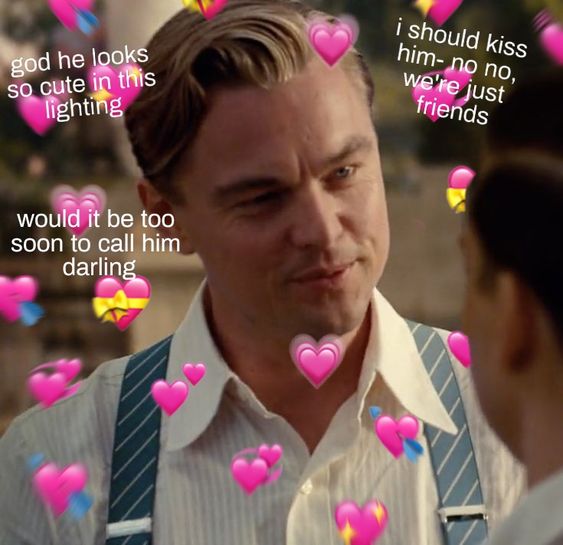 god he looks
so cute in this
lighting
i should kiss
him- no no,
we're just
friends
would it be too
soon to call him
darling